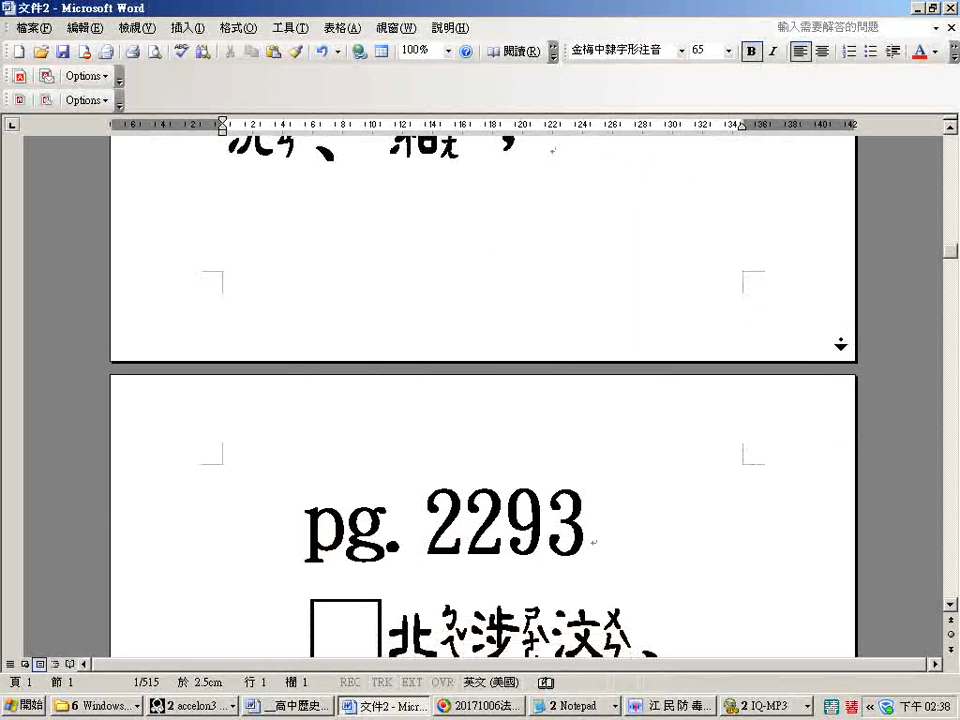 文件2 - Microsoft Word
檔案(F) 編輯(E) 檢視(V) 插入(I) 格式(O) 工具(T) 表格(A) 視窗(W) 說明(H) 輸入需要解答的問題
100% 閱讀(R) 金梅中隸字形注音 65 B I A
Options
Options
pg. 2293
北涉汶、
頁 1 節 1 1/515 於 2.5cm 行 1 欄 1 REC TRK EXT OVR 英文 (美國)
開始 6 Windows... 2 accelon3 ... __高中歷史... 文件2 - Micr... 20171006法... 2 Notepad 江民防毒... 2 IQ-MP3 下午 02:38